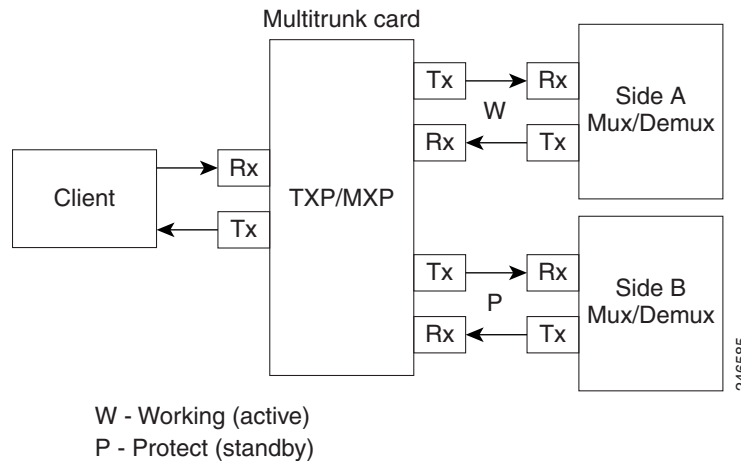 Multitrunk card
Client
Rx
Tx
TXP/MXP
Tx
Rx
W
Rx
Tx
Side A
Mux/Demux
Tx
Rx
P
Rx
Tx
Side B
Mux/Demux
W - Working (active)
P - Protect (standby)
246585